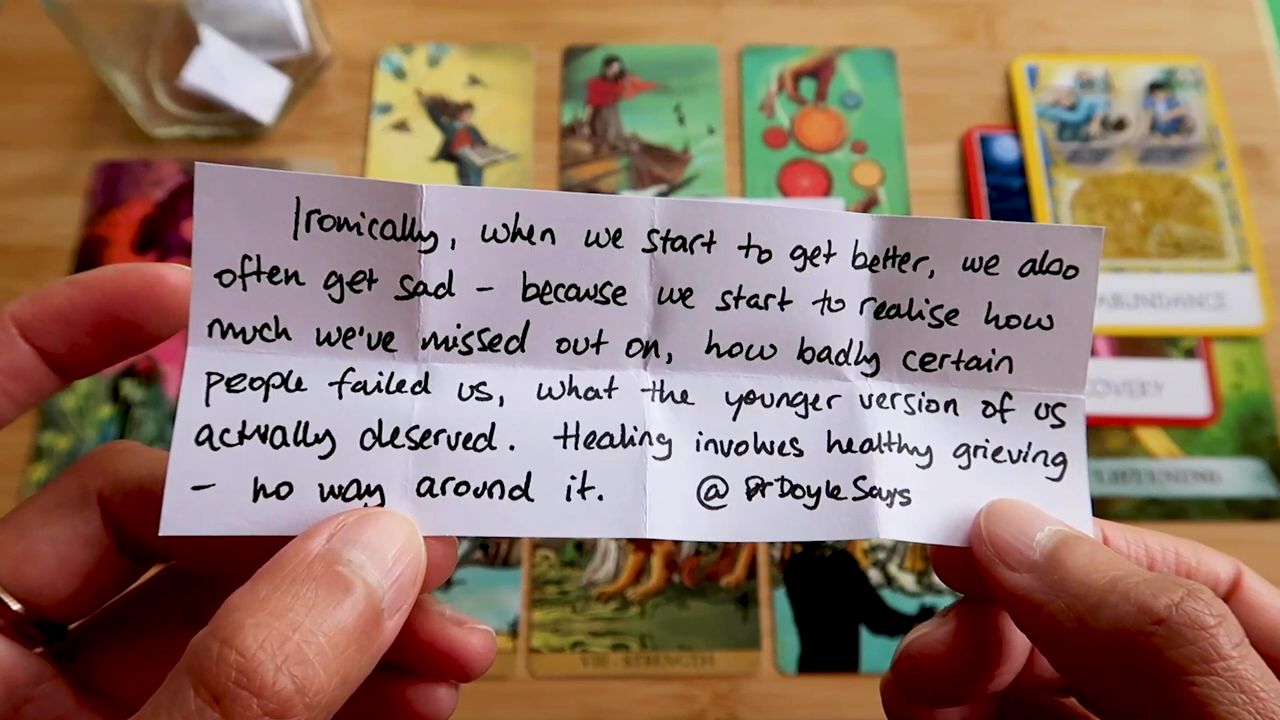 Ironically, when we start to get better, we also
often get sad - because we start to realise how
much we've missed out on, how badly certain
people failed us, what the younger version of us
actually deserved. Healing involves healthy grieving
- no way around it. @DrDoyleSays
ABUNDANCE
OVERY
LISTENING
VIII · STRENGTH